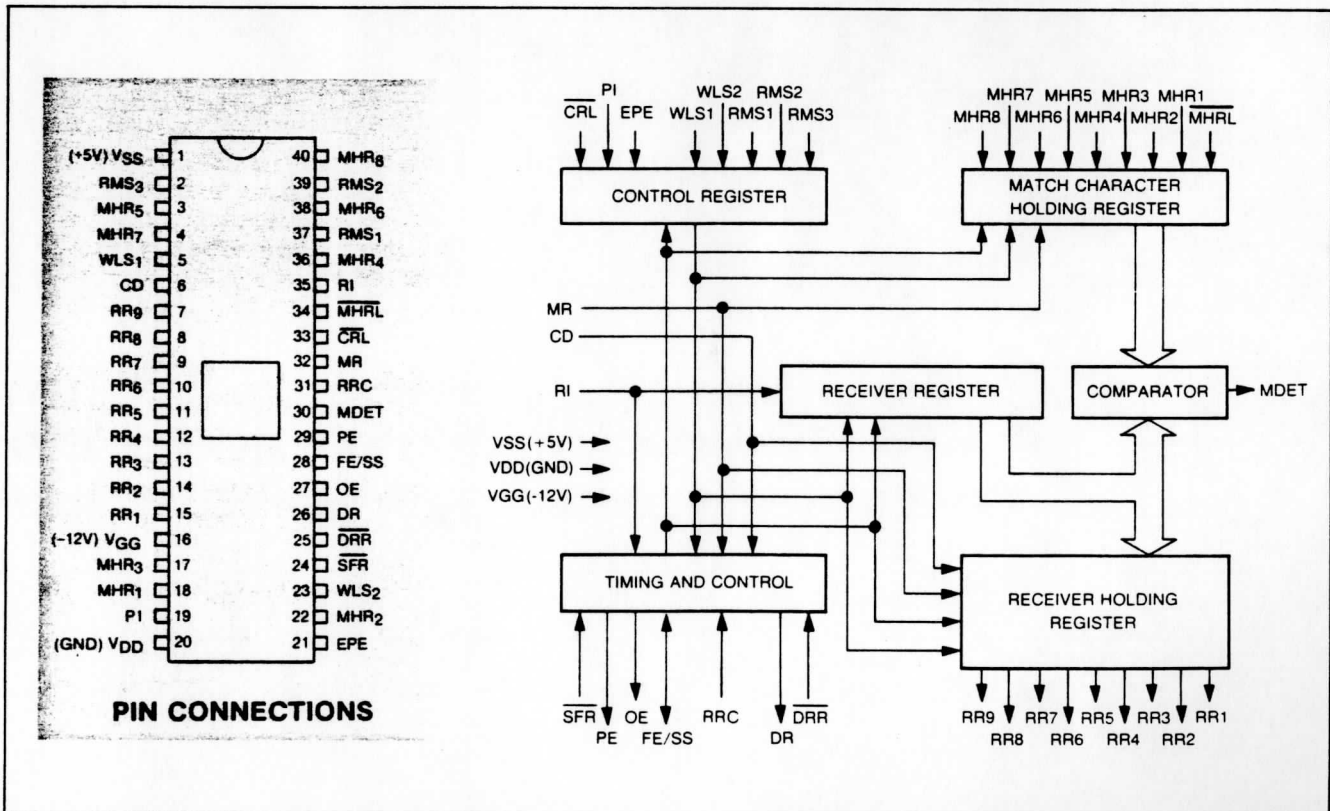 (+5V) VSS 1 40 MHR8
RMS3 2 39 RMS2
MHR5 3 38 MHR6
MHR7 4 37 RMS1
WLS1 5 36 MHR4
CD 6 35 RI
RR9 7 34 MHRL
RR8 8 33 CRL
RR7 9 32 MR
RR6 10 31 RRC
RR5 11 30 MDET
RR4 12 29 PE
RR3 13 28 FE/SS
RR2 14 27 OE
RR1 15 26 DR
(-12V) VGG 16 25 DRR
MHR3 17 24 SFR
MHR1 18 23 WLS2
PI 19 22 MHR2
(GND) VDD 20 21 EPE
PIN CONNECTIONS
PI WLS2 RMS2
CRL EPE WLS1 RMS1 RMS3
CONTROL REGISTER
MHR7 MHR5 MHR3 MHR1
MHR8 MHR6 MHR4 MHR2 MHRL
MATCH CHARACTER
HOLDING REGISTER
MR
CD
RI
RECEIVER REGISTER
COMPARATOR
MDET
VSS(+5V)
VDD(GND)
VGG(-12V)
TIMING AND CONTROL
RECEIVER HOLDING
REGISTER
SFR OE RRC DRR
PE FE/SS DR
RR9 RR7 RR5 RR3 RR1
RR8 RR6 RR4 RR2